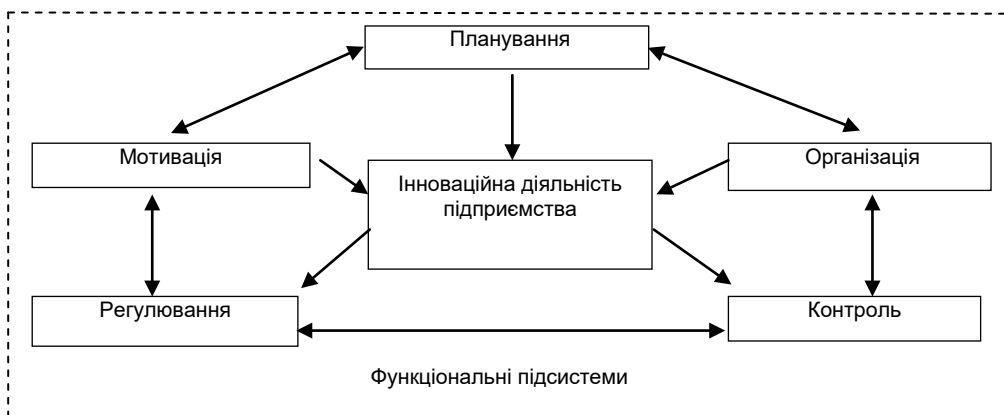 Планування
Мотивація
Організація
Інноваційна діяльність
підприємства
Регулювання
Контроль
Функціональні підсистеми